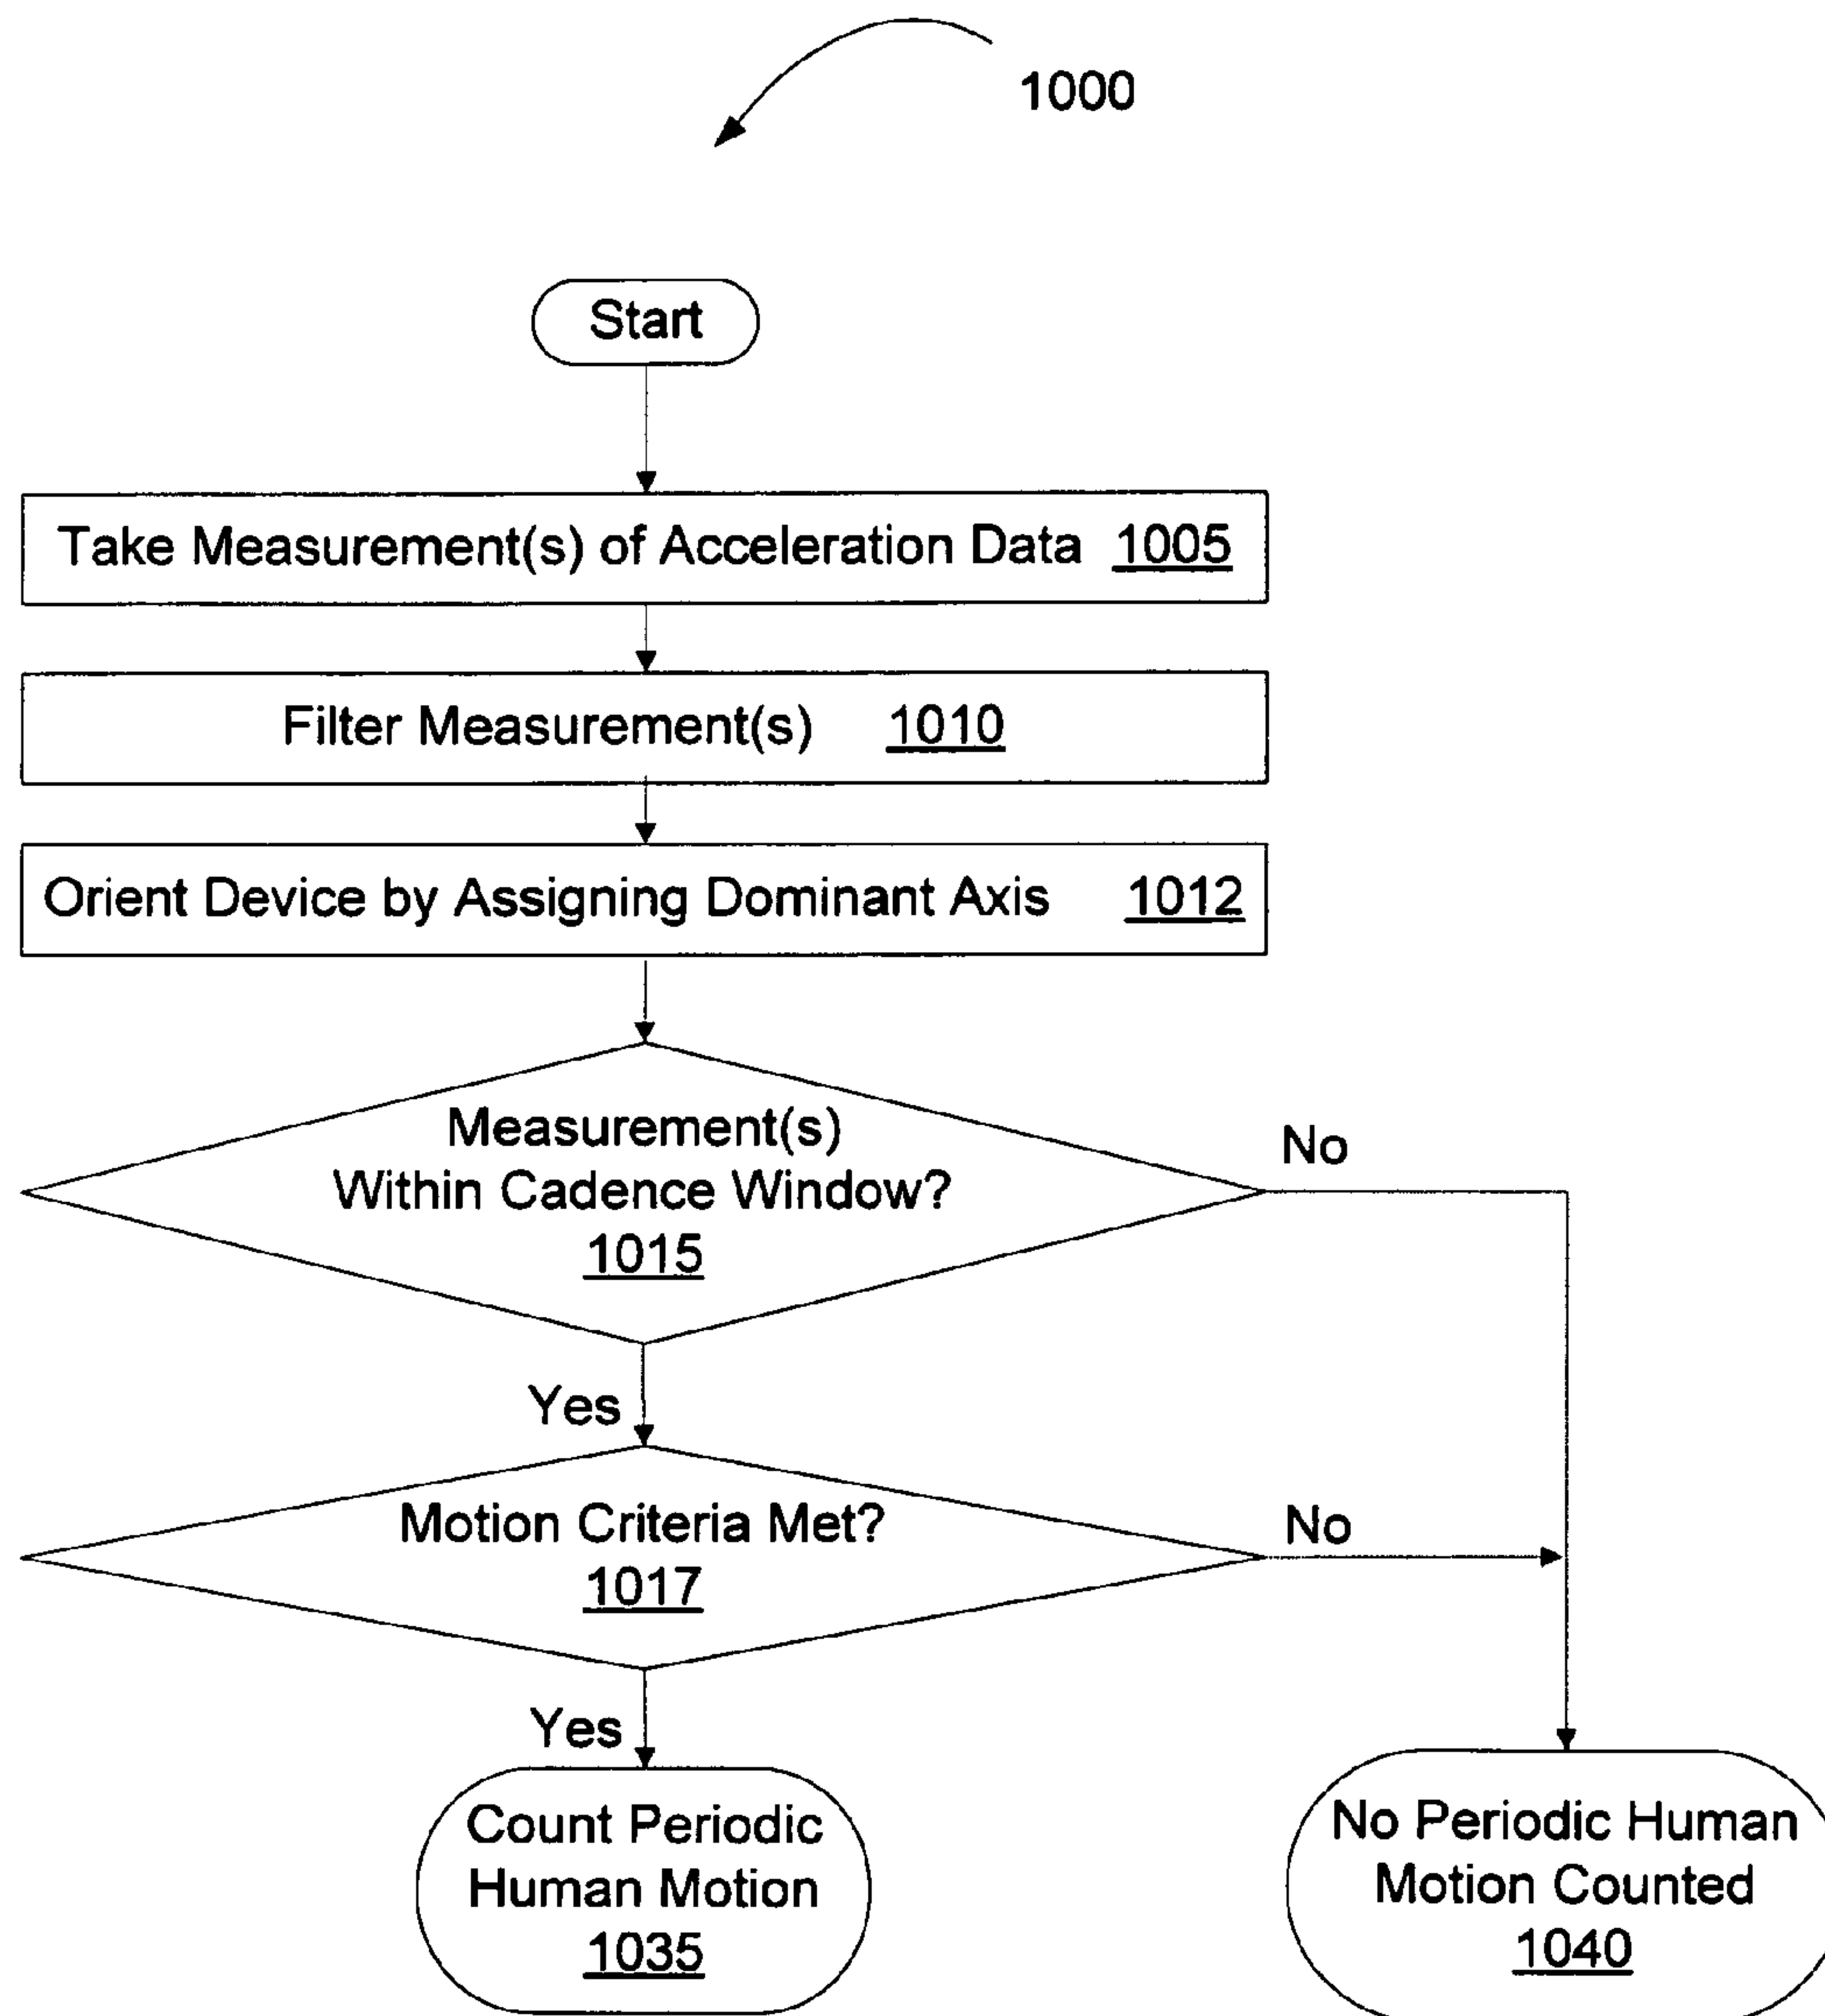 1000
Start
Take Measurement(s) of Acceleration Data 1005
Filter Measurement(s) 1010
Orient Device by Assigning Dominant Axis 1012
Measurement(s)
Within Cadence Window?
1015
No
Yes
Motion Criteria Met?
1017
No
Yes
Count Periodic
Human Motion
1035
No Periodic Human
Motion Counted
1040